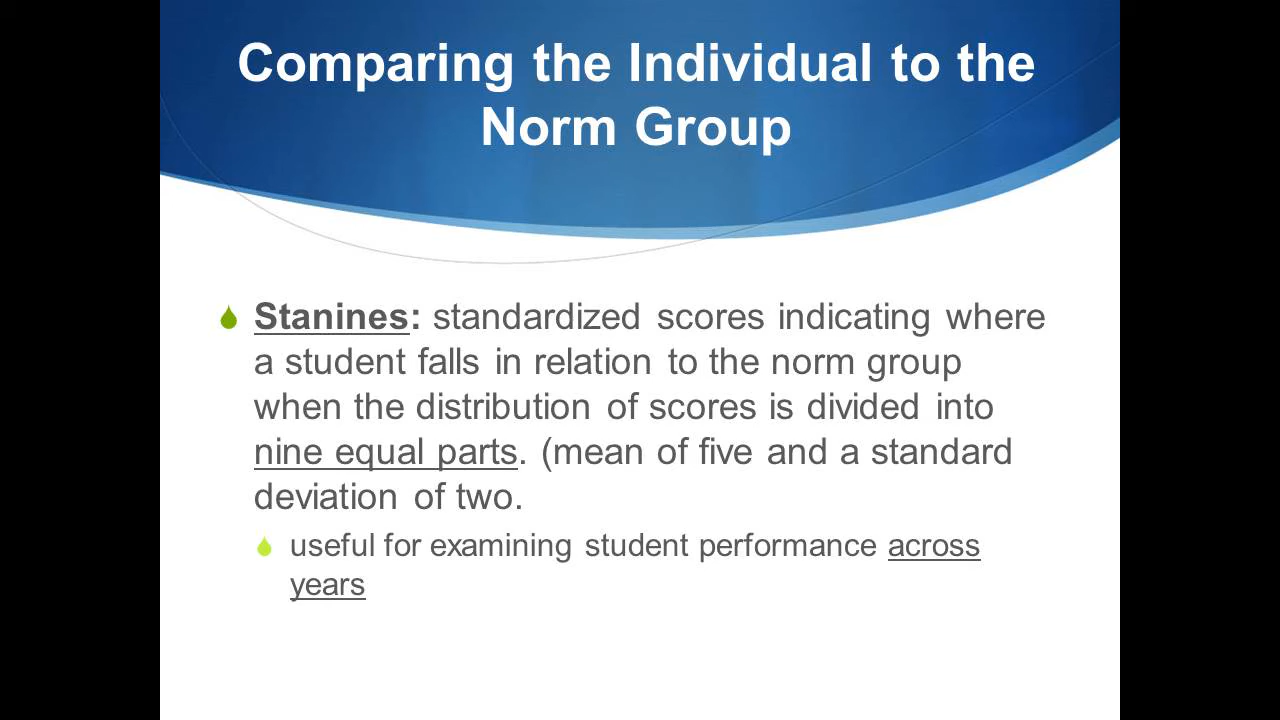 Comparing the Individual to the
Norm Group
Stanines: standardized scores indicating where
a student falls in relation to the norm group
when the distribution of scores is divided into
nine equal parts. (mean of five and a standard
deviation of two.
useful for examining student performance across
years